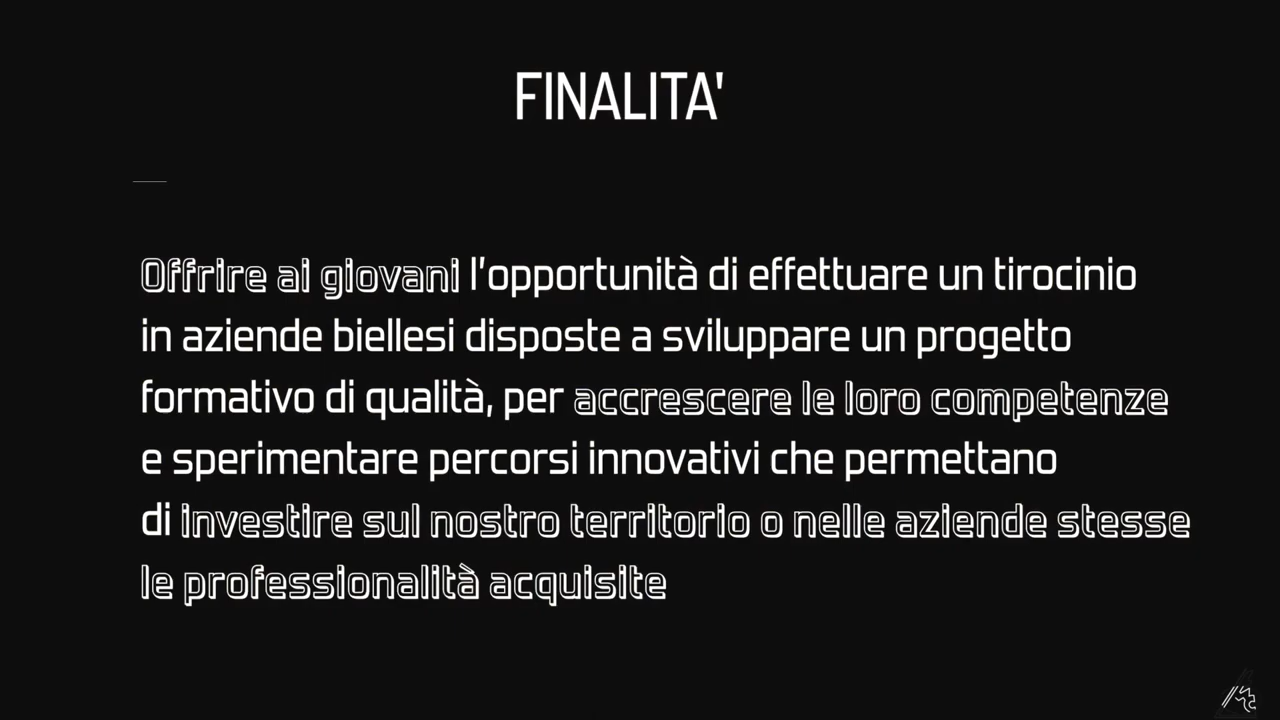 FINALITA'
Offrire ai giovani l'opportunità di effettuare un tirocinio
in aziende biellesi disposte a sviluppare un progetto
formativo di qualità, per accrescere le loro competenze
e sperimentare percorsi innovativi che permettano
di investire sul nostro territorio o nelle aziende stesse
le professionalità acquisite